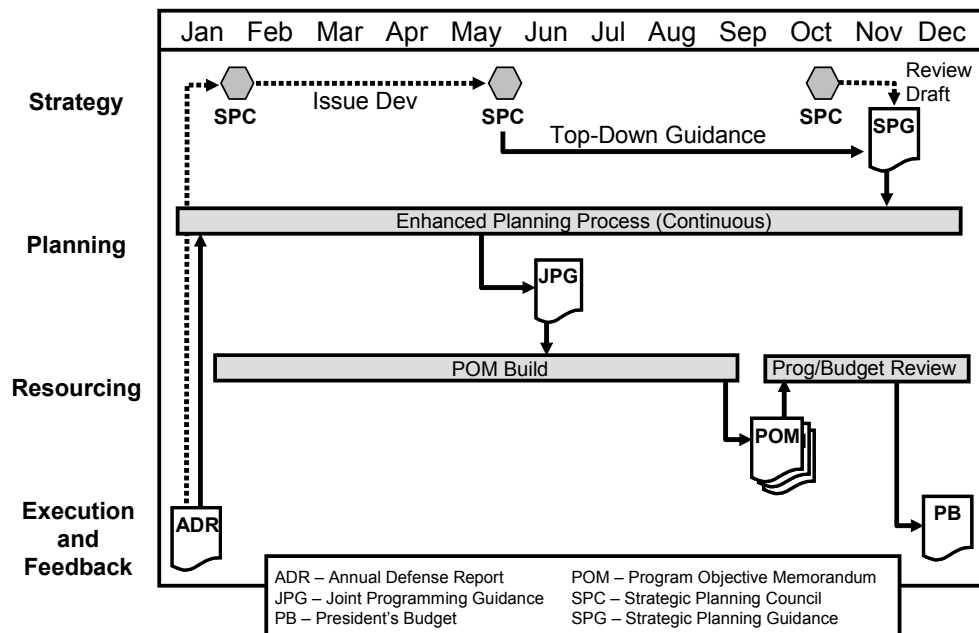 Jan Feb Mar Apr May Jun Jul Aug Sep Oct Nov Dec
Strategy
SPC
Issue Dev
SPC
SPC
Review
Draft
SPG
Top-Down Guidance
Planning
Enhanced Planning Process (Continuous)
JPG
Resourcing
POM Build
Prog/Budget Review
POM
Execution
and
Feedback
ADR
PB
ADR – Annual Defense Report
JPG – Joint Programming Guidance
PB – President's Budget
POM – Program Objective Memorandum
SPC – Strategic Planning Council
SPG – Strategic Planning Guidance